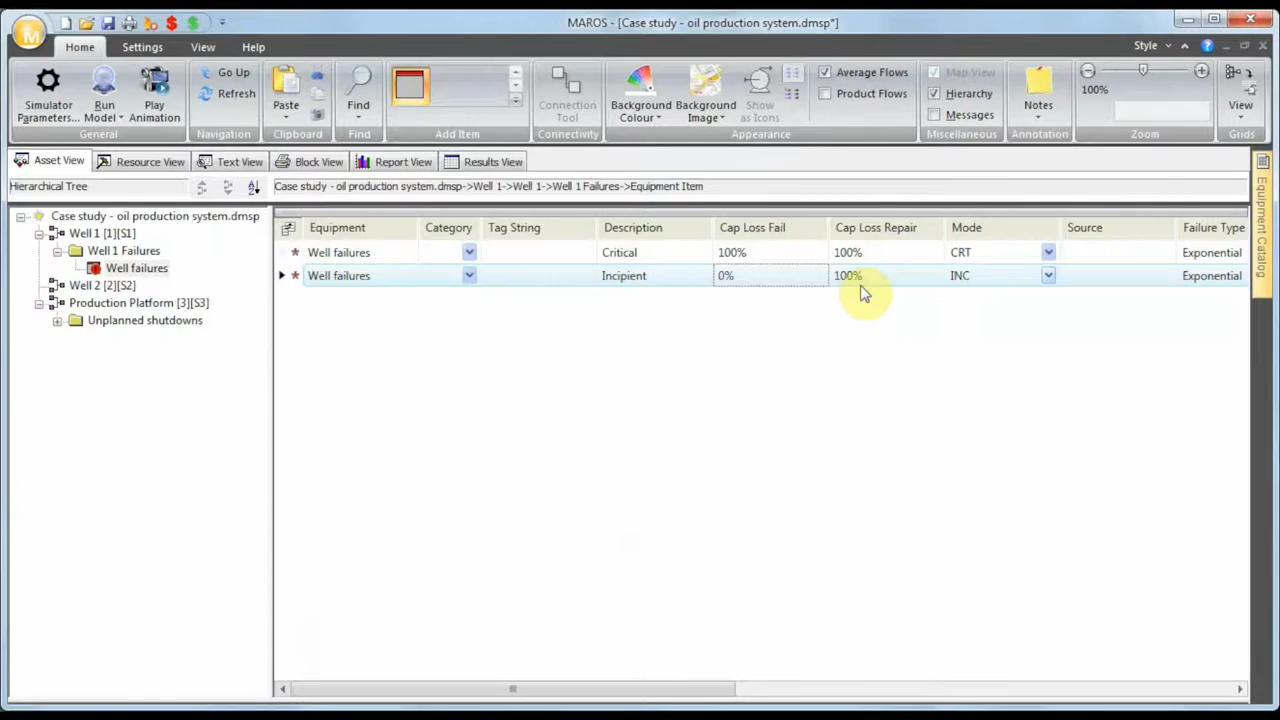 MAROS - [Case study - oil production system.dmsp*]
M
Home Settings View Help Style
Simulator Parameters...
Run Model
Play Animation
General
Go Up
Refresh
Navigation
Paste
Clipboard
Find
Find
Add Item
Connection Tool
Connectivity
Background Colour
Background Image
Show as Icons
Average Flows
Product Flows
Appearance
Map View
Hierarchy
Messages
Miscellaneous
Notes
Annotation
100%
Zoom
View
Grids
Asset View Resource View Text View Block View Report View Results View
Hierarchical Tree
Case study - oil production system.dmsp->Well 1->Well 1->Well 1 Failures->Equipment Item
Case study - oil production system.dmsp
Well 1 [1][S1]
Well 1 Failures
Well failures
Well 2 [2][S2]
Production Platform [3][S3]
Unplanned shutdowns
Equipment Category Tag String Description Cap Loss Fail Cap Loss Repair Mode Source Failure Type
Well failures Critical 100% 100% CRT Exponential
Well failures Incipient 0% 100% INC Exponential
Equipment Catalog